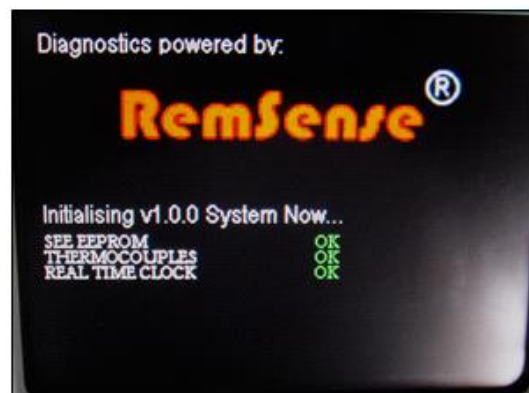 Diagnostics powered by:
RemSense®
Initialising v1.0.0 System Now...
SEE EEPROM OK
THERMOCOUPLES OK
REAL TIME CLOCK OK